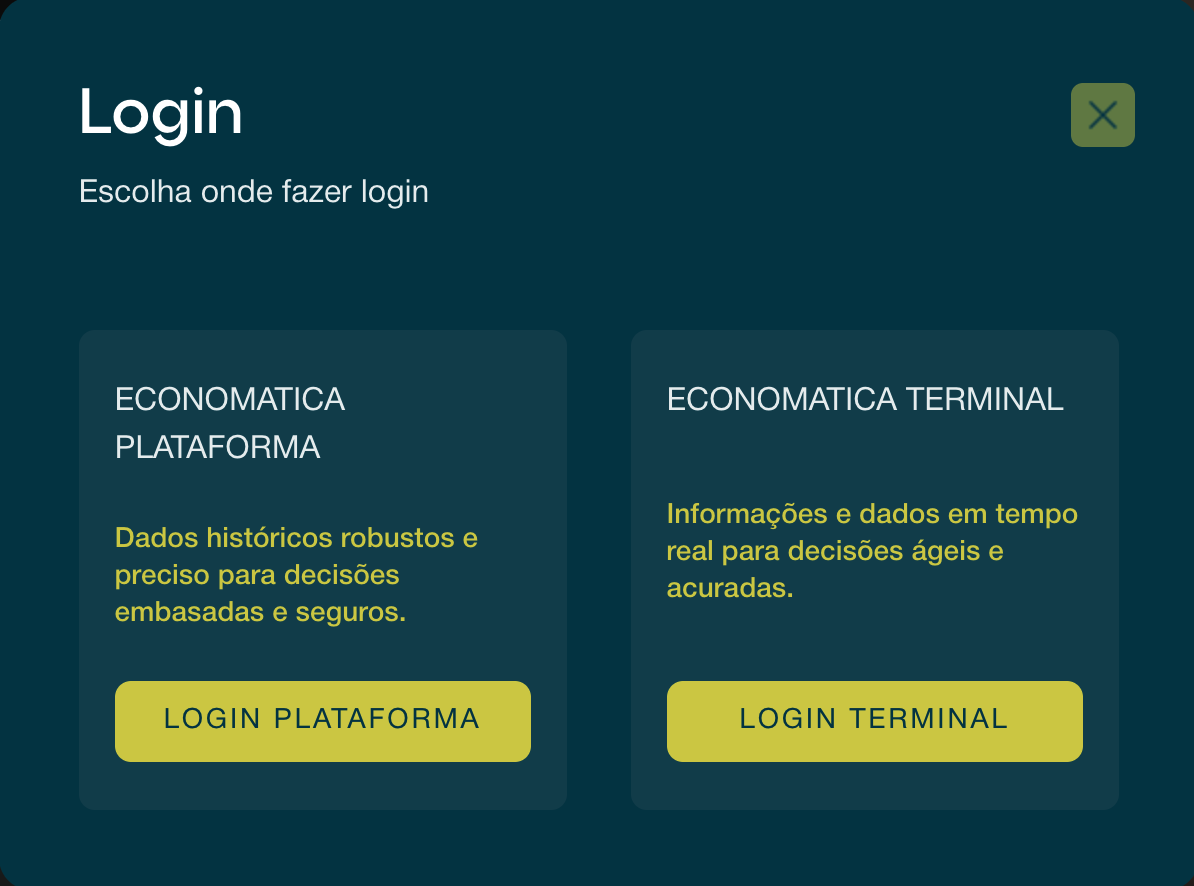 Login
Escolha onde fazer login
ECONOMATICA
PLATAFORMA
Dados históricos robustos e
preciso para decisões
embasadas e seguros.
LOGIN PLATAFORMA
ECONOMATICA TERMINAL
Informações e dados em tempo
real para decisões ágeis e
acuradas.
LOGIN TERMINAL